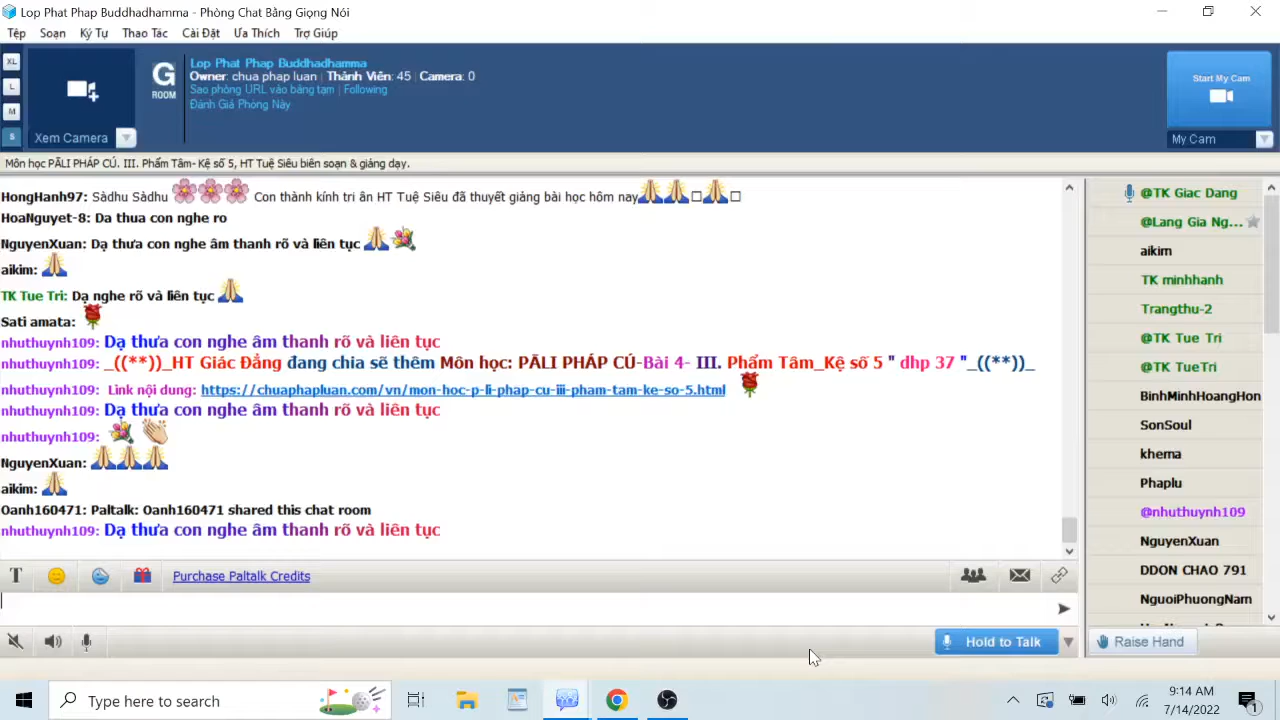 Lop Phat Phap Buddhadhamma - Phòng Chat Bằng Giọng Nói
Tệp Soạn Ký Tự Thao Tác Cài Đặt Ưa Thích Trợ Giúp
XL
L
M
S
Xem Camera
G
ROOM
Lop Phat Phap Buddhadhamma
Owner: chua phap luan | Thành Viên: 45 | Camera: 0
Sao phòng URL vào bảng tạm | Following
Đánh Giá Phòng Này
Start My Cam
My Cam
Môn học PÃLI PHÁP CÚ. III. Phẩm Tâm- Kệ số 5, HT Tuệ Siêu biên soạn & giảng dạy.
HongHanh97: Sàdhu Sàdhu Con thành kính tri ân HT Tuệ Siêu đã thuyết giảng bài học hôm nay
HoaNguyet-8: Da thua con nghe ro
NguyenXuan: Dạ thưa con nghe âm thanh rõ và liên tục
aikim:
TK Tue Tri: Dạ nghe rõ và liên tục
Sati amata:
nhuthuynh109: Dạ thưa con nghe âm thanh rõ và liên tục
nhuthuynh109: _((**))_HT Giác Đẳng đang chia sẽ thêm Môn học: PÃLI PHÁP CÚ-Bài 4- III. Phẩm Tâm_Kệ số 5 " dhp 37 "_((**))_
nhuthuynh109: Link nội dung: https://chuaphapluan.com/vn/mon-hoc-p-li-phap-cu-iii-pham-tam-ke-so-5.html
nhuthuynh109: Dạ thưa con nghe âm thanh rõ và liên tục
nhuthuynh109:
NguyenXuan:
aikim:
Oanh160471: Paltalk: Oanh160471 shared this chat room
nhuthuynh109: Dạ thưa con nghe âm thanh rõ và liên tục
@TK Giac Dang
@Lang Gia Ng...
aikim
TK minhhanh
Trangthu-2
@TK Tue Tri
@TK TueTri
BinhMinhHoangHon
SonSoul
khema
Phaplu
@nhuthuynh109
NguyenXuan
DDON CHAO 791
NguoiPhuongNam
T Purchase Paltalk Credits
Hold to Talk
Raise Hand
Type here to search
9:14 AM
7/14/2022
1